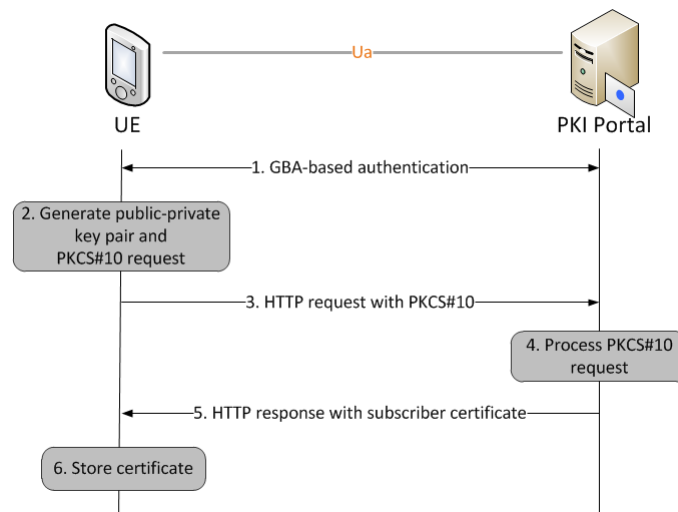 Ua
UE
PKI Portal
1. GBA-based authentication
2. Generate public-private
key pair and
PKCS#10 request
3. HTTP request with PKCS#10
4. Process PKCS#10
request
5. HTTP response with subscriber certificate
6. Store certificate